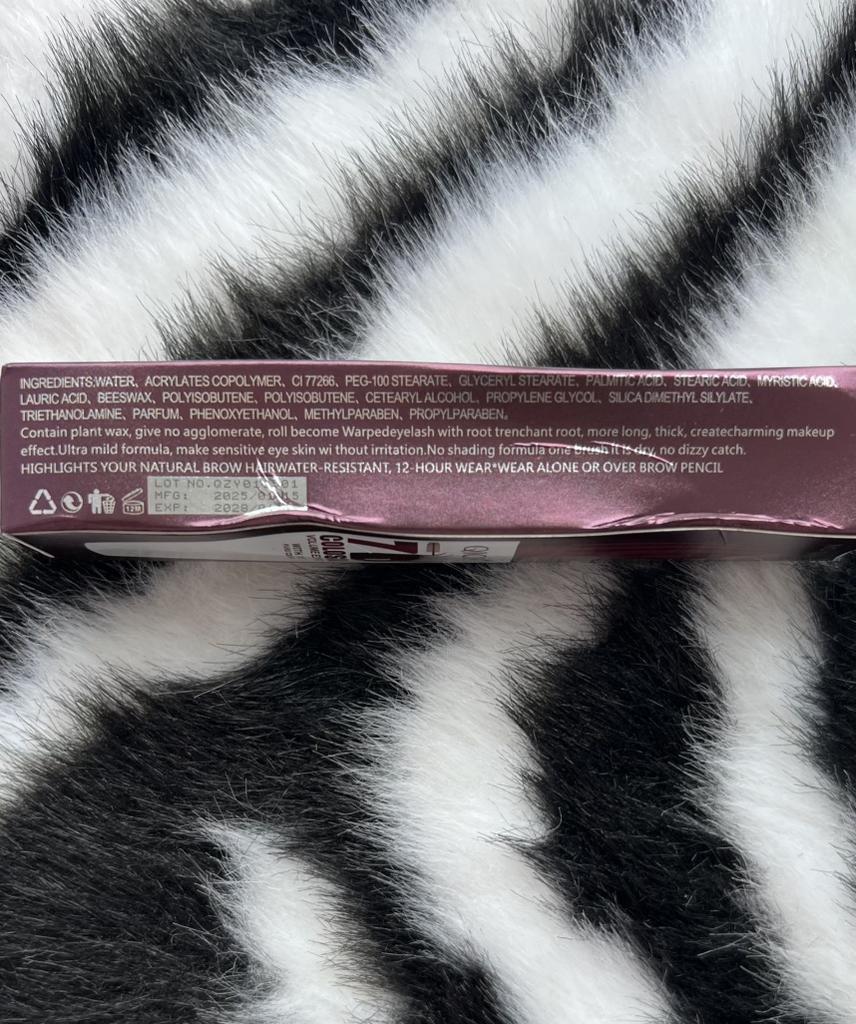 INGREDIENTS:WATER, ACRYLATES COPOLYMER, CI 77266, PEG-100 STEARATE, GLYCERYL STEARATE, PALMITIC ACID, STEARIC ACID, MYRISTIC ACID,
LAURIC ACID, BEESWAX, POLYISOBUTENE, POLYISOBUTENE, CETEARYL ALCOHOL, PROPYLENE GLYCOL, SILICA DIMETHYL SILYLATE,
TRIETHANOLAMINE, PARFUM, PHENOXYETHANOL, METHYLPARABEN, PROPYLPARABEN。
Contain plant wax, give no agglomerate, roll become Warpedeyelash with root trenchant root, more long, thick, createcharming makeup
effect.Ultra mild formula, make sensitive eye skin wi thout irritation.No shading formula one brush it is dry, no dizzy catch.
HIGHLIGHTS YOUR NATURAL BROW HAIRWATER-RESISTANT, 12-HOUR WEAR*WEAR ALONE OR OVER BROW PENCIL
LOT NO.
MFG:
EXP:
12M
WITH